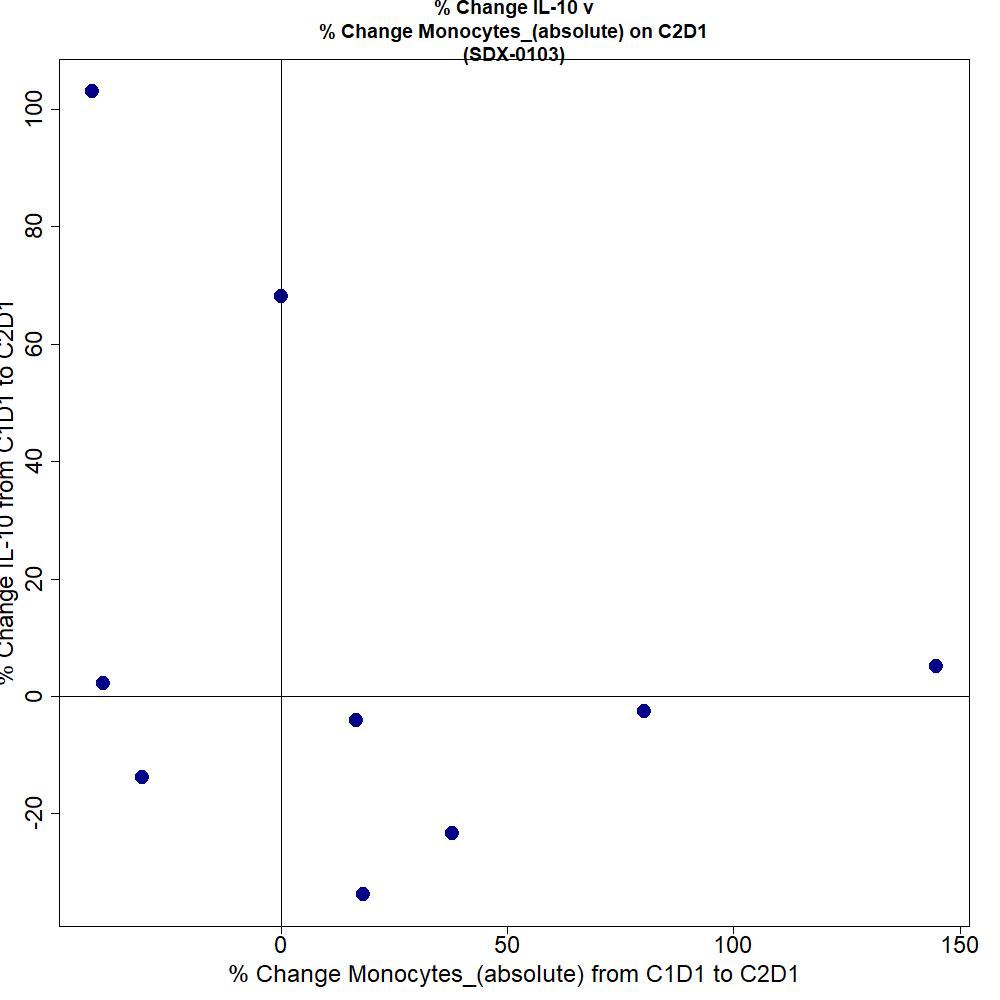 % Change IL-10 v
% Change Monocytes_(absolute) on C2D1
(SDX-0103)
% Change IL-10 from C1D1 to C2D1
100
80
60
40
20
0
-20
0 50 100 150
% Change Monocytes_(absolute) from C1D1 to C2D1